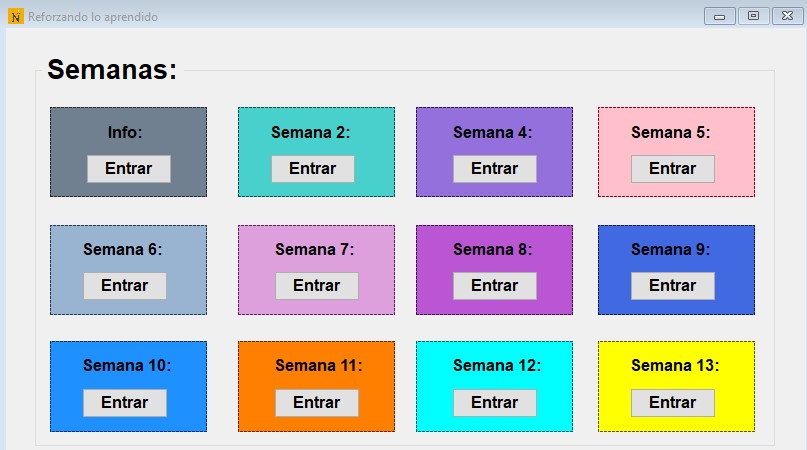 Reforzando lo aprendido
Semanas:
Info:
Entrar
Semana 2:
Entrar
Semana 4:
Entrar
Semana 5:
Entrar
Semana 6:
Entrar
Semana 7:
Entrar
Semana 8:
Entrar
Semana 9:
Entrar
Semana 10:
Entrar
Semana 11:
Entrar
Semana 12:
Entrar
Semana 13:
Entrar